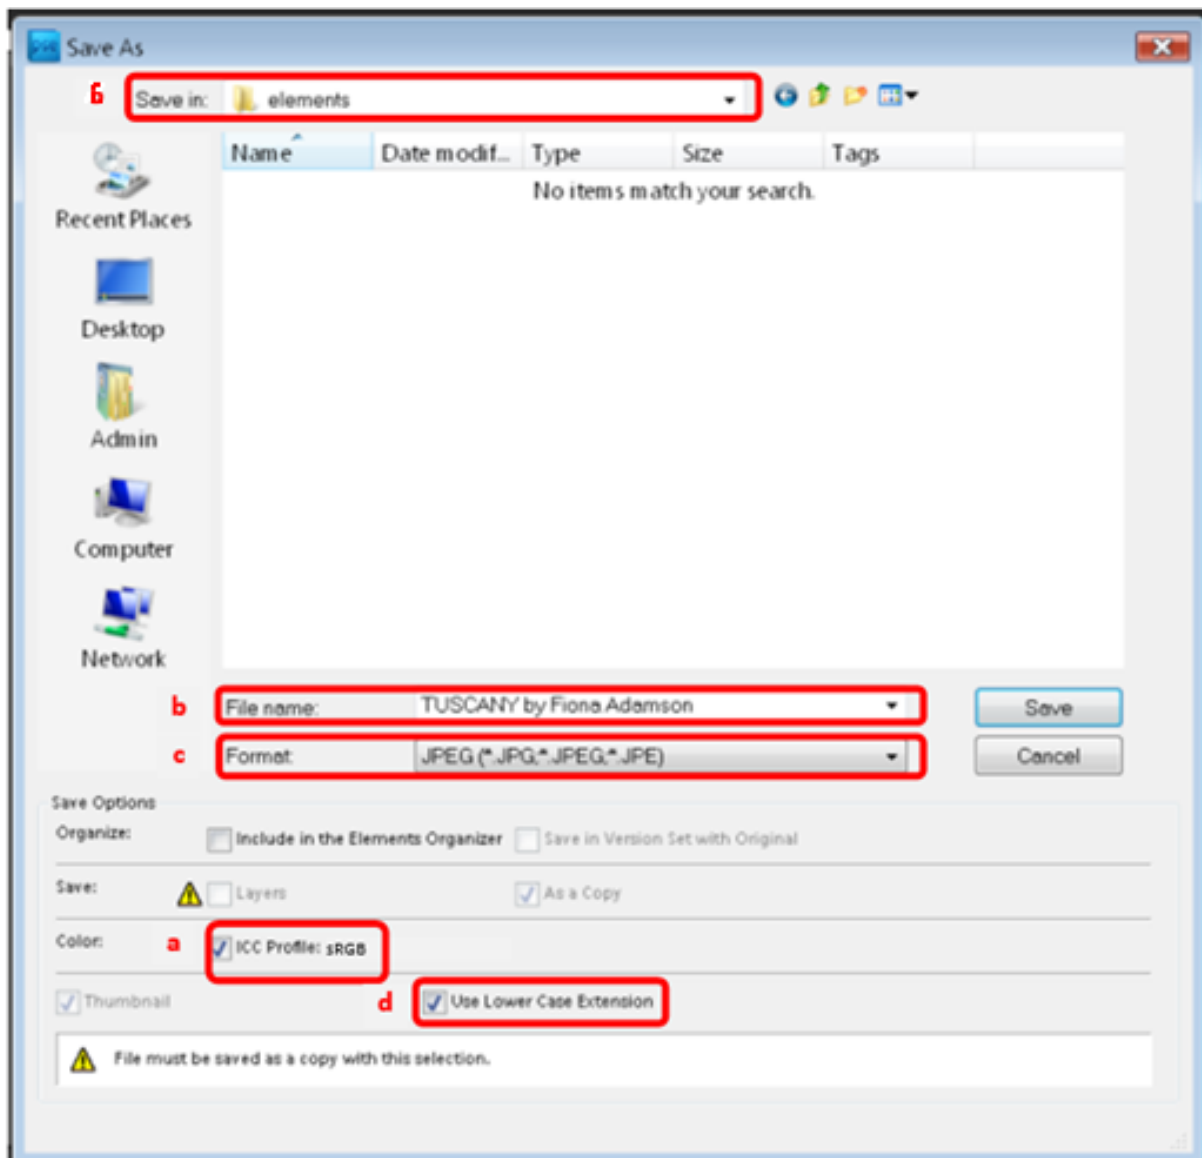 Save As
6 Save in: elements
Name Date modif... Type Size Tags
No items match your search.
Recent Places
Desktop
Admin
Computer
Network
b File name: TUSCANY by Fiona Adamson Save
c Format: JPEG (*.JPG;*.JPEG;*.JPE) Cancel
Save Options
Organize: Include in the Elements Organizer Save in Version Set with Original
Save: Layers As a Copy
Color: a ICC Profile: sRGB
Thumbnail d Use Lower Case Extension
File must be saved as a copy with this selection.